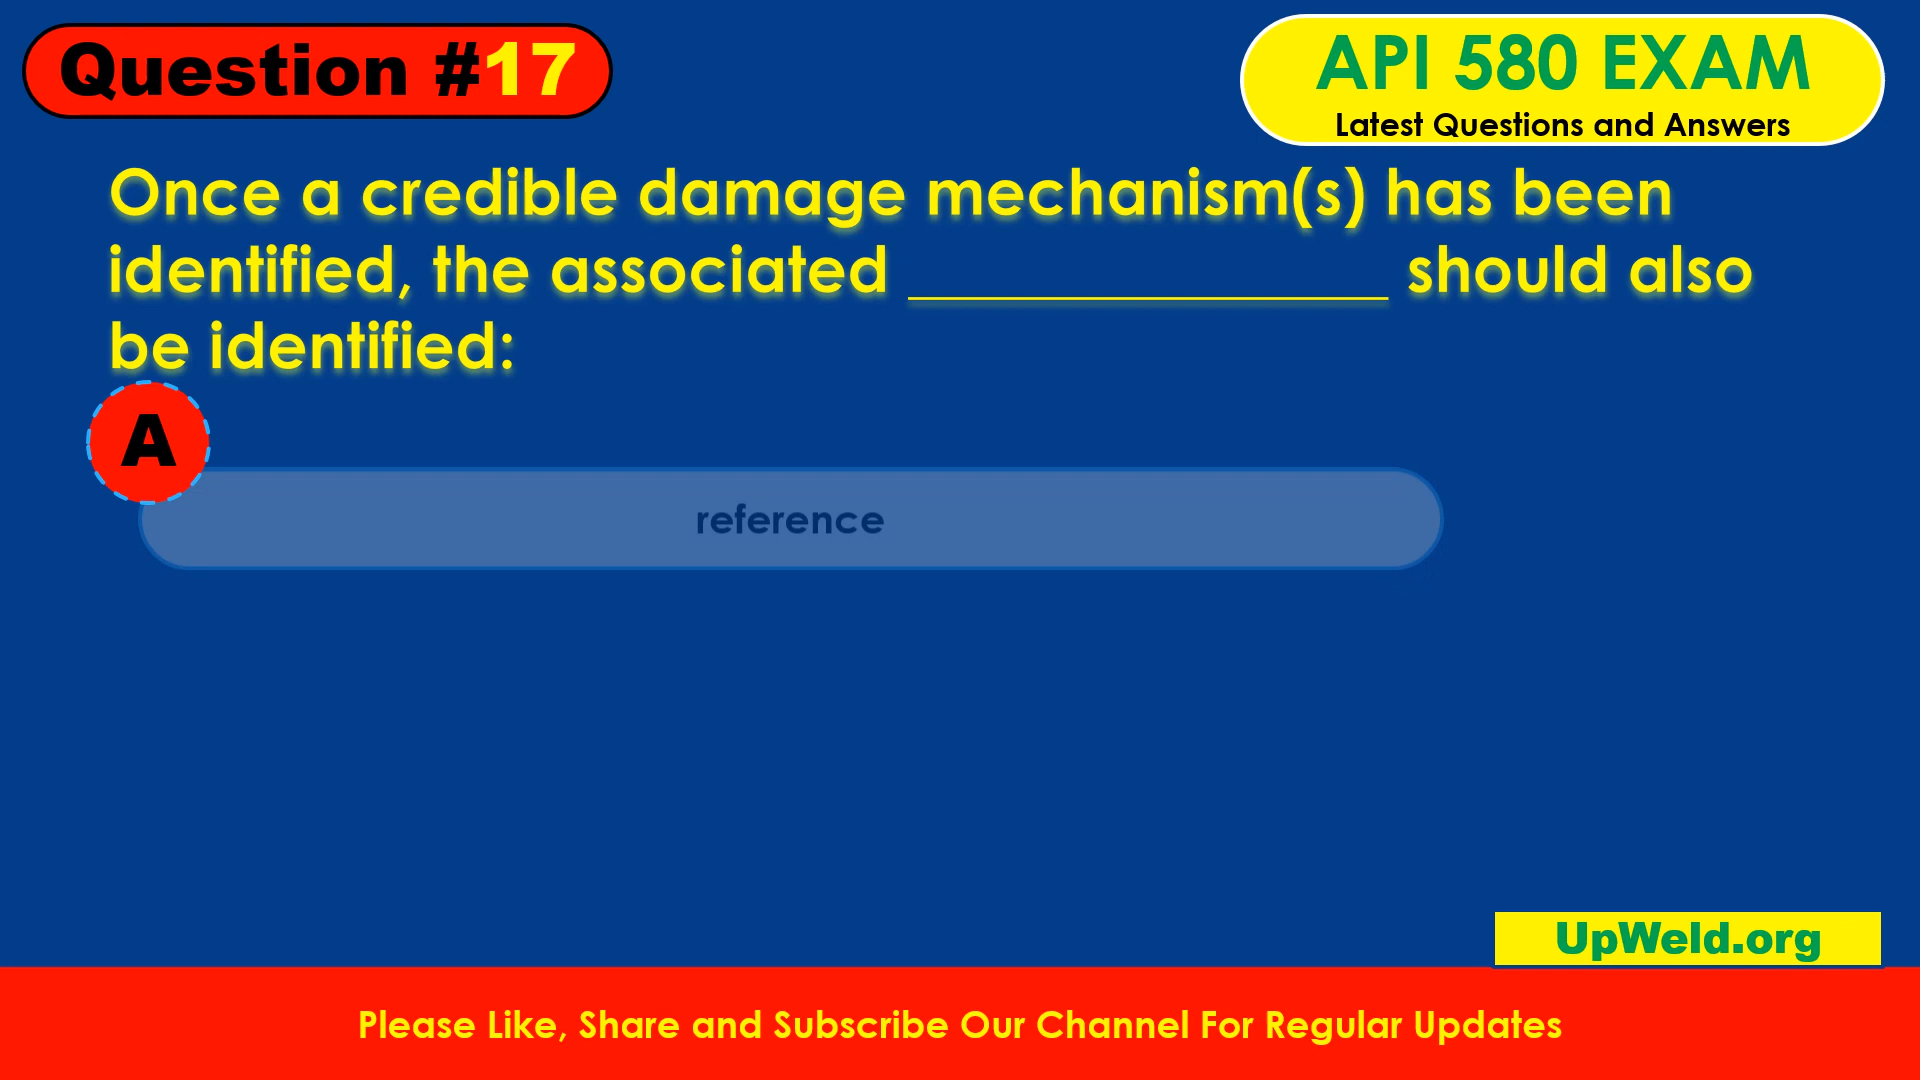 Question #17
API 580 EXAM
Latest Questions and Answers
Once a credible damage mechanism(s) has been
identified, the associated _______________ should also
be identified:
A
reference
UpWeld.org
Please Like, Share and Subscribe Our Channel For Regular Updates